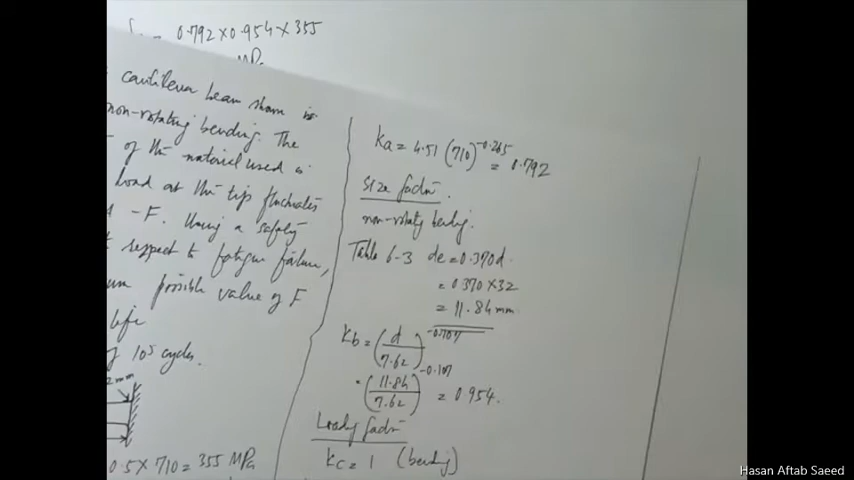 0.792 x 0.954 x 355
MPa
cantilever beam shown is
non-rotating bending. The
of the material used is
load at the tip fluctuates
-F. Using a safety
respect to fatigue failure,
possible value of F
life
of 10⁵ cycles.
2 mm
0.5 x 710 = 355 MPa
ka = 4.51 (710)^-0.265 = 0.792
Size factor.
non-rotating bending.
Table 6-3 de = 0.370d
= 0.370 x 32
= 11.84 mm
kb = (d/7.62)^-0.107
= (11.84/7.62)^-0.107 = 0.954.
Loading factor
kc = 1 (bending)
Hasan Aftab Saeed